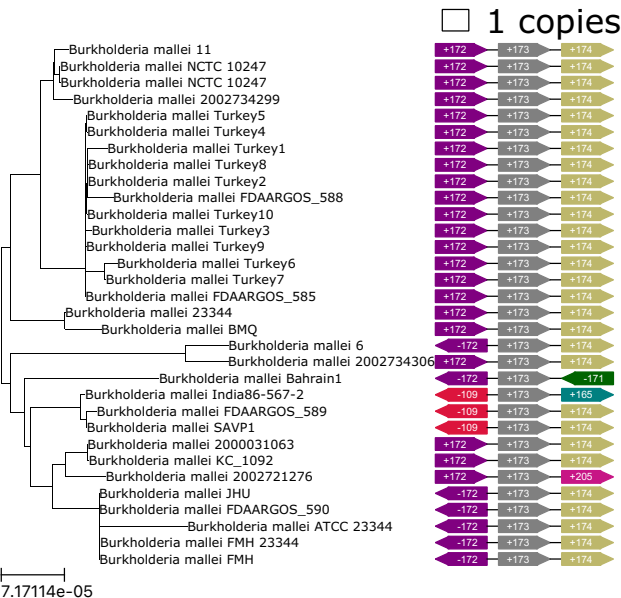 1 copies
Burkholderia mallei 11 +172 +173 +174
Burkholderia mallei NCTC 10247 +172 +173 +174
Burkholderia mallei NCTC 10247 +172 +173 +174
Burkholderia mallei 2002734299 +172 +173 +174
Burkholderia mallei Turkey5 +172 +173 +174
Burkholderia mallei Turkey4 +172 +173 +174
Burkholderia mallei Turkey1 +172 +173 +174
Burkholderia mallei Turkey8 +172 +173 +174
Burkholderia mallei Turkey2 +172 +173 +174
Burkholderia mallei FDAARGOS_588 +172 +173 +174
Burkholderia mallei Turkey10 +172 +173 +174
Burkholderia mallei Turkey3 +172 +173 +174
Burkholderia mallei Turkey9 +172 +173 +174
Burkholderia mallei Turkey6 +172 +173 +174
Burkholderia mallei Turkey7 +172 +173 +174
Burkholderia mallei FDAARGOS_585 +172 +173 +174
Burkholderia mallei 23344 +172 +173 +174
Burkholderia mallei BMQ +172 +173 +174
Burkholderia mallei 6 -172 +173 +174
Burkholderia mallei 2002734306 +172 +173 +174
Burkholderia mallei Bahrain1 -172 +173 -171
Burkholderia mallei India86-567-2 -109 +173 +165
Burkholderia mallei FDAARGOS_589 -109 +173 +174
Burkholderia mallei SAVP1 -109 +173 +174
Burkholderia mallei 2000031063 +172 +173 +174
Burkholderia mallei KC_1092 +172 +173 +174
Burkholderia mallei 2002721276 +172 +173 +205
Burkholderia mallei JHU -172 +173 +174
Burkholderia mallei FDAARGOS_590 -172 +173 +174
Burkholderia mallei ATCC 23344 -172 +173 +174
Burkholderia mallei FMH 23344 -172 +173 +174
Burkholderia mallei FMH -172 +173 +174
7.17114e-05